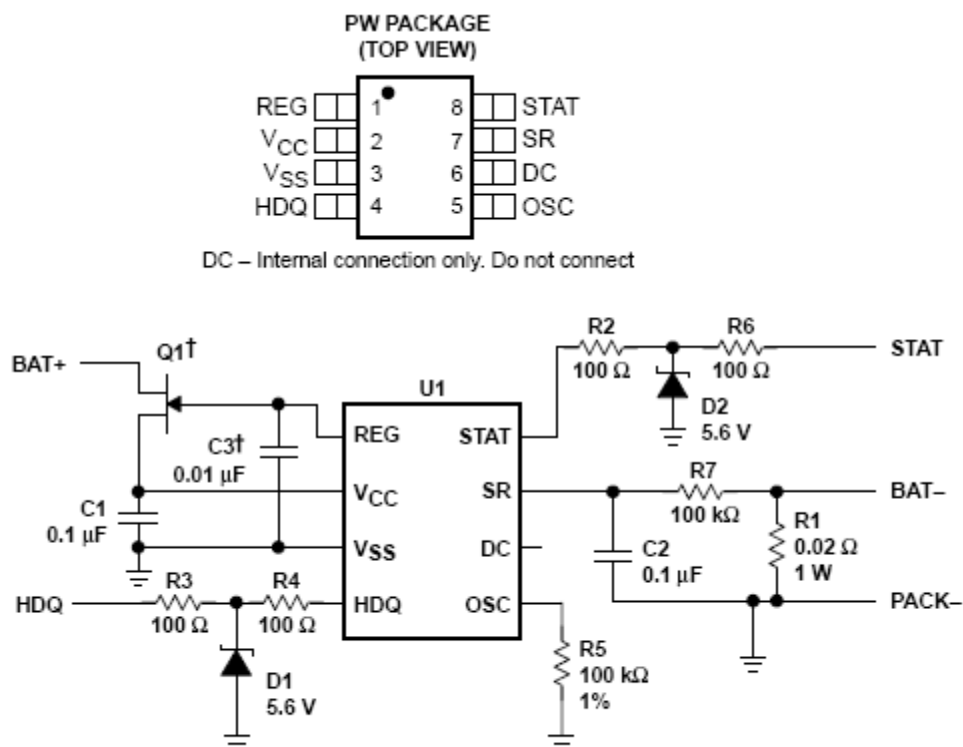 PW PACKAGE
(TOP VIEW)
REG 1 8 STAT
VCC 2 7 SR
VSS 3 6 DC
HDQ 4 5 OSC
DC – Internal connection only. Do not connect
BAT+
Q1†
C3†
0.01 µF
C1
0.1 µF
HDQ
R3
100 Ω
R4
100 Ω
D1
5.6 V
U1
REG
STAT
VCC
SR
VSS
DC
HDQ
OSC
R2
100 Ω
R6
100 Ω
STAT
D2
5.6 V
R7
100 kΩ
BAT–
R1
0.02 Ω
1 W
C2
0.1 µF
PACK–
R5
100 kΩ
1%